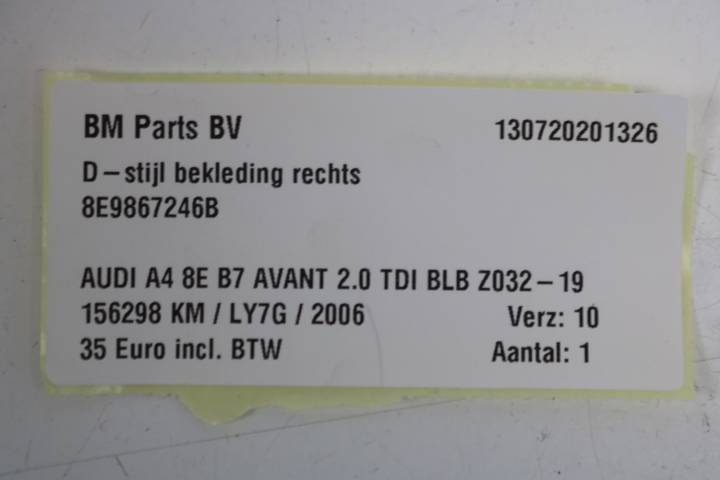 BM Parts BV 130720201326
D-stijl bekleding rechts
8E9867246B
AUDI A4 8E B7 AVANT 2.0 TDI BLB Z032-19
156298 KM / LY7G / 2006 Verz: 10
35 Euro incl. BTW Aantal: 1